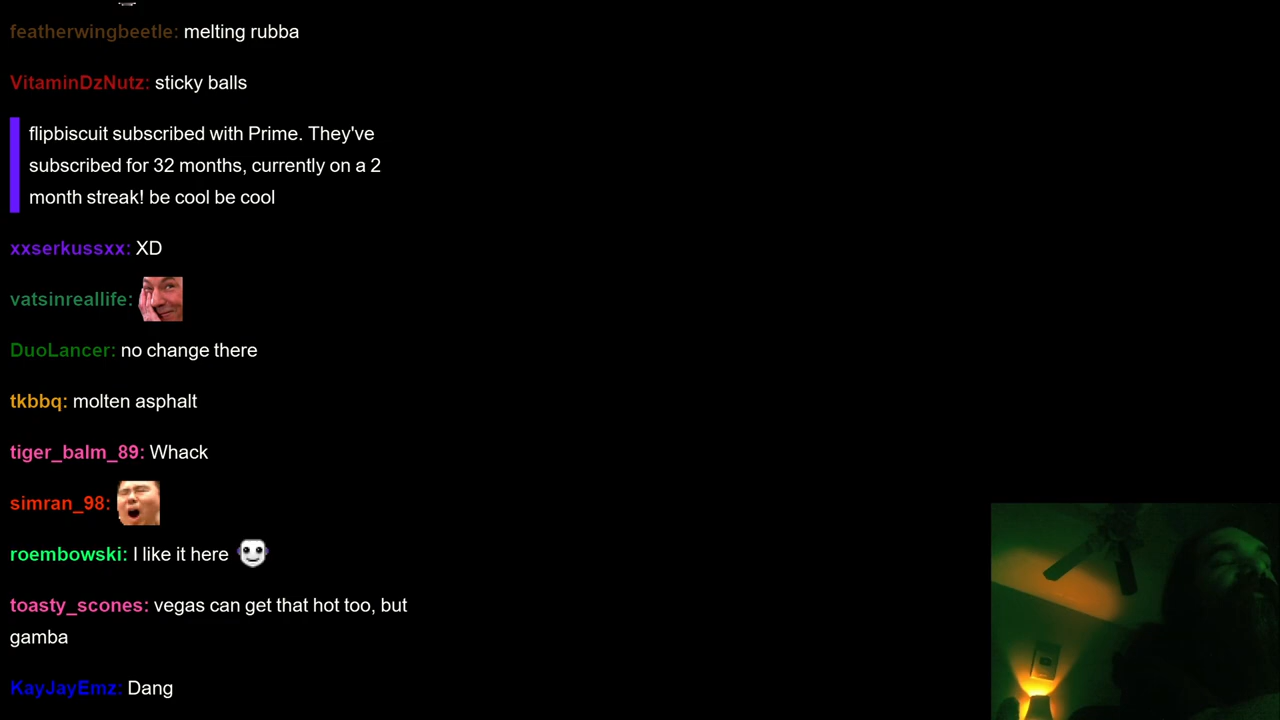 featherwingbeetle: melting rubba
VitaminDzNutz: sticky balls
flipbiscuit subscribed with Prime. They've
subscribed for 32 months, currently on a 2
month streak! be cool be cool
xxserkussxx: XD
vatsinreallife:
DuoLancer: no change there
tkbbq: molten asphalt
tiger_balm_89: Whack
simran_98:
roembowski: I like it here
toasty_scones: vegas can get that hot too, but
gamba
KayJayEmz: Dang